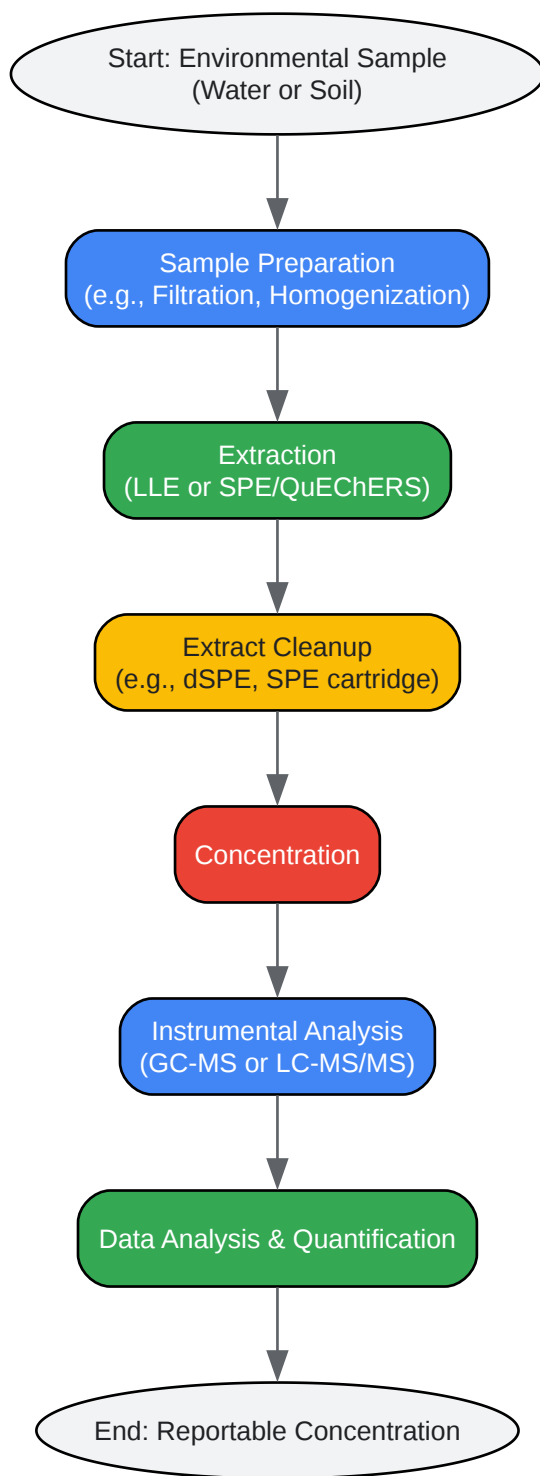 Start: Environmental Sample
(Water or Soil)
Sample Preparation
(e.g., Filtration, Homogenization)
Extraction
(LLE or SPE/QuEChERS)
Extract Cleanup
(e.g., dSPE, SPE cartridge)
Concentration
Instrumental Analysis
(GC-MS or LC-MS/MS)
Data Analysis & Quantification
End: Reportable Concentration